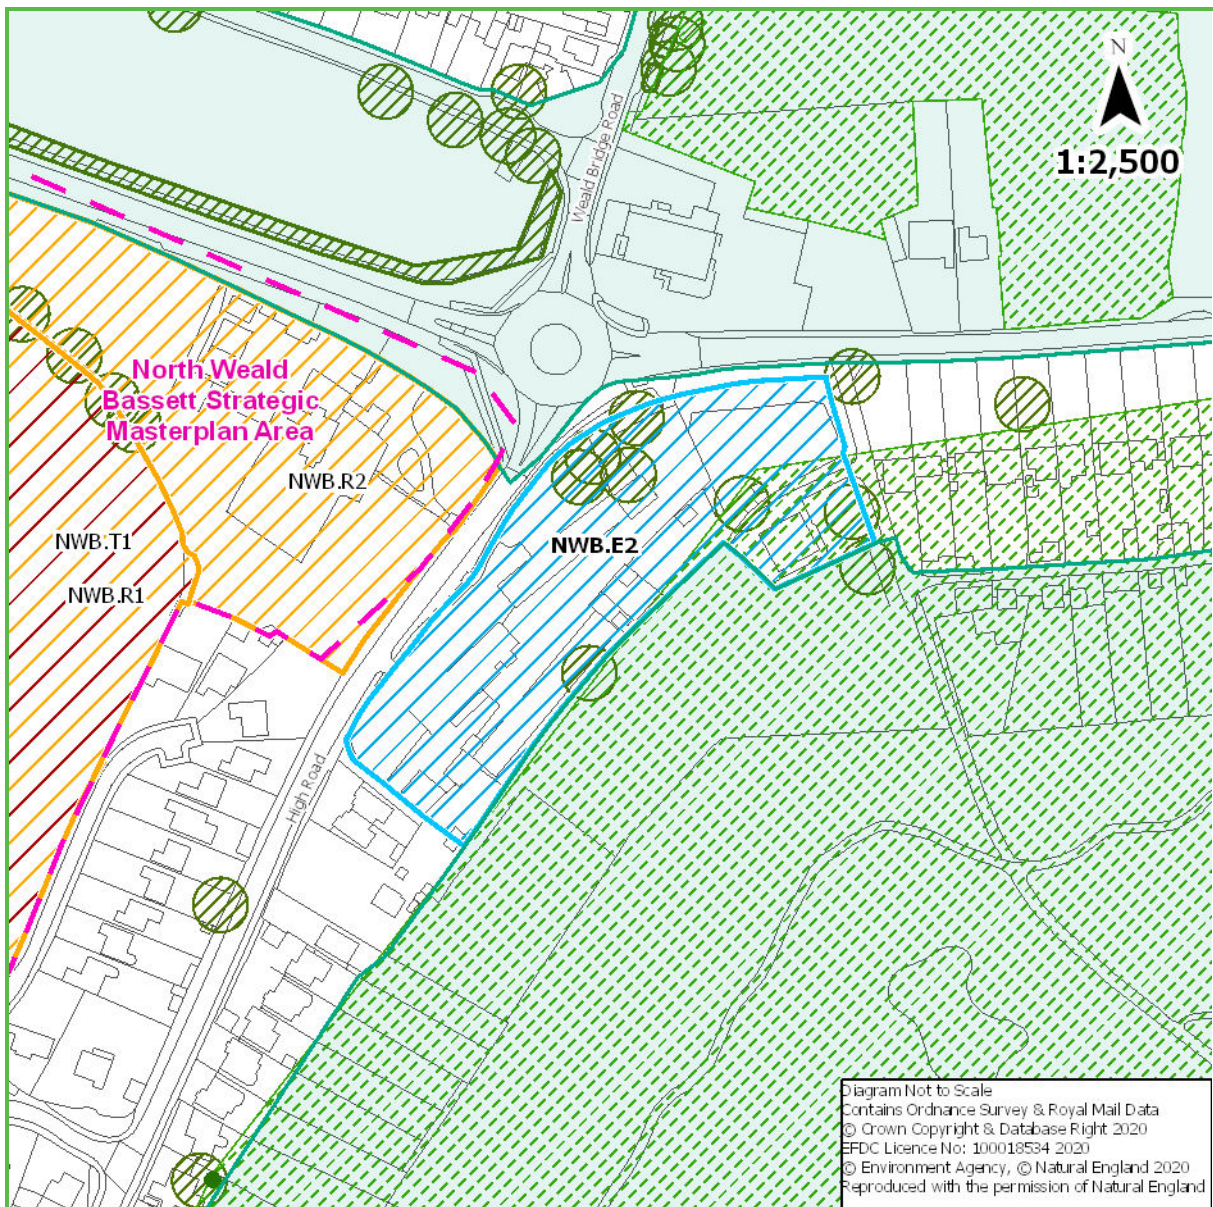 N
1:2,500
Weald Bridge Road
North Weald
Bassett Strategic
Masterplan Area
NWB.R2
NWB.T1
NWB.E2
NWB.R1
High Road
Diagram Not to Scale
Contains Ordnance Survey & Royal Mail Data
© Crown Copyright & Database Right 2020
EFDC Licence No: 100018534 2020
© Environment Agency, © Natural England 2020
Reproduced with the permission of Natural England